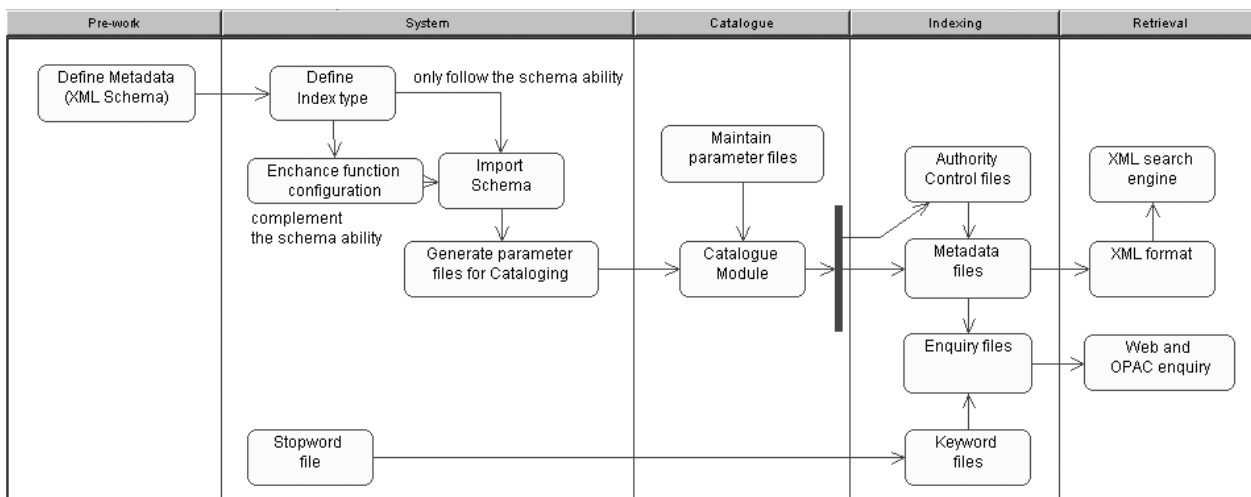 Pre-work
System
Catalogue
Indexing
Retrieval
Define Metadata
(XML Schema)
Define
Index type
only follow the schema ability
Enchance function
configuration
complement
the schema ability
Import
Schema
Generate parameter
files for Cataloging
Stopword
file
Maintain
parameter files
Catalogue
Module
Authority
Control files
Metadata
files
Enquiry files
Keyword
files
XML search
engine
XML format
Web and
OPAC enquiry